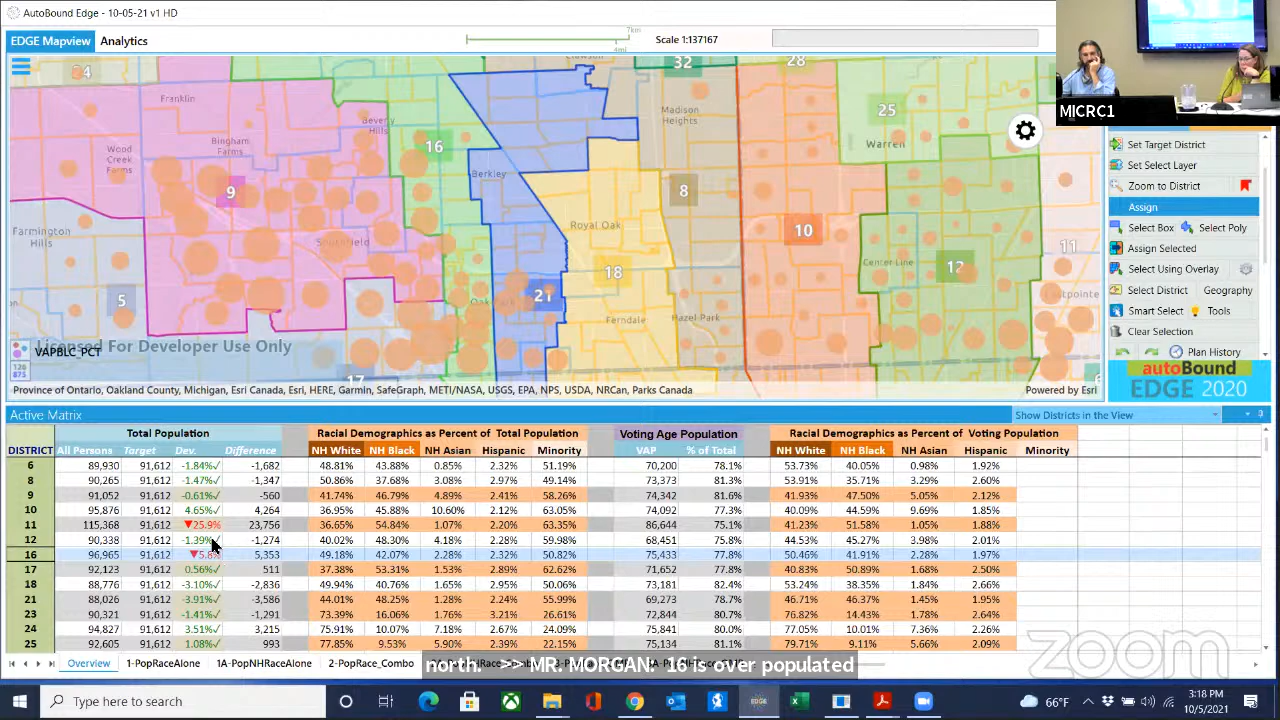 AutoBound Edge - 10-05-21 v1 HD
EDGE Mapview
Analytics
7km
4mi
Scale 1:137167
MICRC1
24
Franklin
Wood
Creek
Farms
Bingham
Farms
Beverly
Hills
16
Berkley
32
28
Madison
Heights
25
Warren
9
Farmington
Hills
Southfield
Royal Oak
8
10
18
Center Line
12
11
5
21
Ferndale
Hazel Park
17
Licensed For Developer Use Only
VAPBLC_PCT
Province of Ontario, Oakland County, Michigan, Esri Canada, Esri, HERE, Garmin, SafeGraph, METI/NASA, USGS, EPA, NPS, USDA, NRCan, Parks Canada
Powered by Esri
Set Target District
Set Select Layer
Zoom to District
Assign
Select Box Select Poly
Assign Selected
Select Using Overlay
Select District Geography
Smart Select Tools
Clear Selection
Plan History
autoBound
EDGE 2020
Active Matrix
Show Districts in the View
Total Population
Racial Demographics as Percent of Total Population
Voting Age Population
Racial Demographics as Percent of Voting Population
DISTRICT All Persons Target Dev. Difference NH White NH Black NH Asian Hispanic Minority VAP % of Total NH White NH Black NH Asian Hispanic Minority
6 89,930 91,612 -1.84%✓ -1,682 48.81% 43.88% 0.85% 2.32% 51.19% 70,200 78.1% 53.73% 40.05% 0.98% 1.92%
8 90,265 91,612 -1.47%✓ -1,347 50.86% 37.68% 3.08% 2.97% 49.14% 73,373 81.3% 53.91% 35.71% 3.29% 2.60%
9 91,052 91,612 -0.61%✓ -560 41.74% 46.79% 4.89% 2.41% 58.26% 74,342 81.6% 41.93% 47.50% 5.05% 2.12%
10 95,876 91,612 4.65%✓ 4,264 36.95% 45.88% 10.60% 2.12% 63.05% 74,092 77.3% 40.09% 44.59% 9.69% 1.85%
11 115,368 91,612 ▼25.9% 23,756 36.65% 54.84% 1.07% 2.20% 63.35% 86,644 75.1% 41.23% 51.58% 1.05% 1.88%
12 90,338 91,612 -1.39%✓ -1,274 40.02% 48.30% 4.18% 2.28% 59.98% 68,451 75.8% 44.53% 45.27% 3.98% 2.01%
16 96,965 91,612 ▼5.8% 5,353 49.18% 42.07% 2.28% 2.32% 50.82% 75,433 77.8% 50.46% 41.91% 2.28% 1.97%
17 92,123 91,612 0.56%✓ 511 37.38% 53.31% 1.53% 2.89% 62.62% 71,652 77.8% 40.83% 50.89% 1.68% 2.50%
18 88,776 91,612 -3.10%✓ -2,836 49.94% 40.76% 1.65% 2.95% 50.06% 73,181 82.4% 53.24% 38.35% 1.84% 2.66%
21 88,026 91,612 -3.91%✓ -3,586 44.01% 48.25% 1.28% 2.24% 55.99% 69,273 78.7% 46.71% 46.37% 1.45% 1.95%
23 90,321 91,612 -1.41%✓ -1,291 73.39% 16.06% 1.76% 3.21% 26.61% 72,844 80.7% 76.82% 14.43% 1.78% 2.64%
24 94,827 91,612 3.51%✓ 3,215 75.91% 10.07% 7.18% 2.67% 24.09% 75,841 80.0% 77.05% 10.01% 7.36% 2.26%
25 92,605 91,612 1.08%✓ 993 77.85% 9.53% 5.90% 2.39% 22.15% 80.7% 79.71% 9.11% 5.66% 2.09%
Overview
1-PopRaceAlone
1A-PopNHRaceAlone
2-PopRace_Combo
north. >> MR. MORGAN: 16 is over populated
zoom
Type here to search
66°F
3:18 PM
10/5/2021